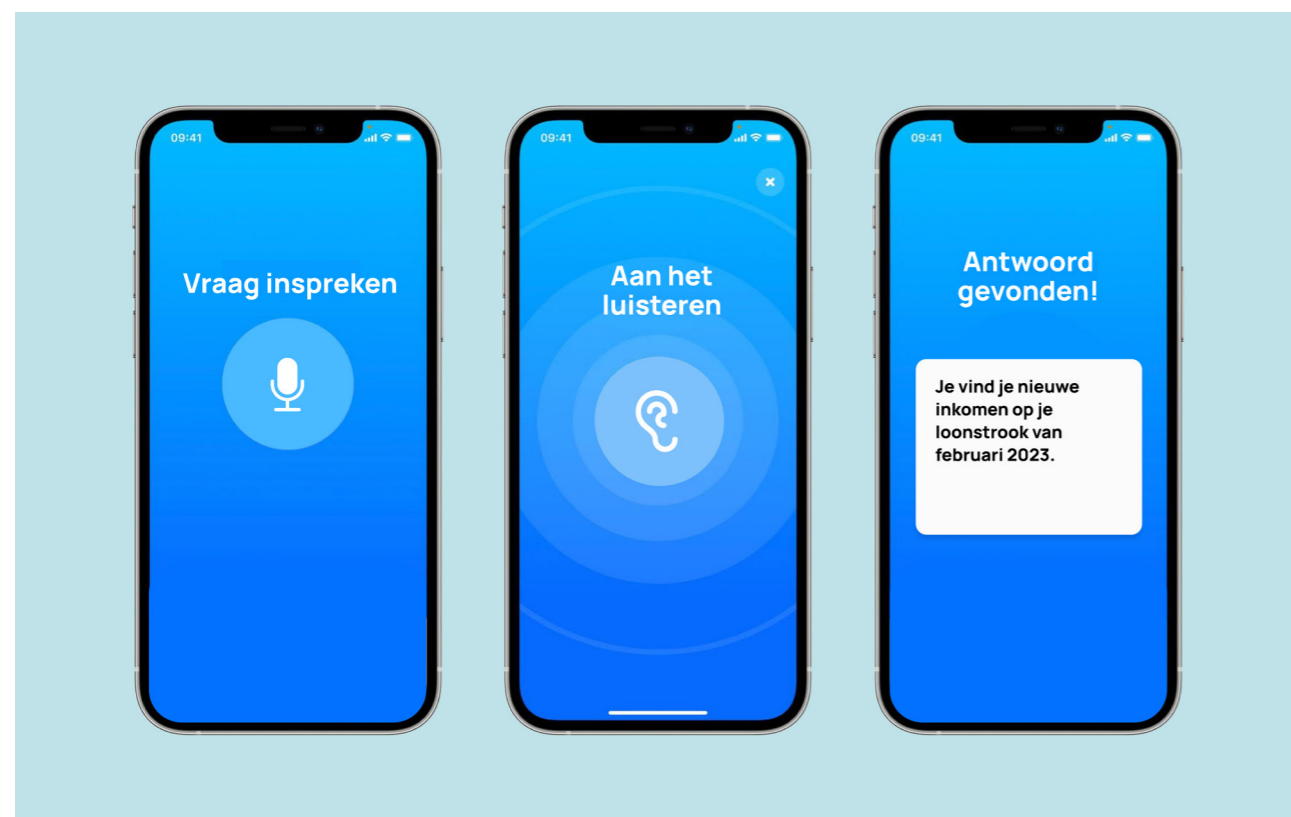 09:41
Vraag inspreken
09:41
Aan het
luisteren
09:41
Antwoord
gevonden!
Je vind je nieuwe
inkomen op je
loonstrook van
februari 2023.